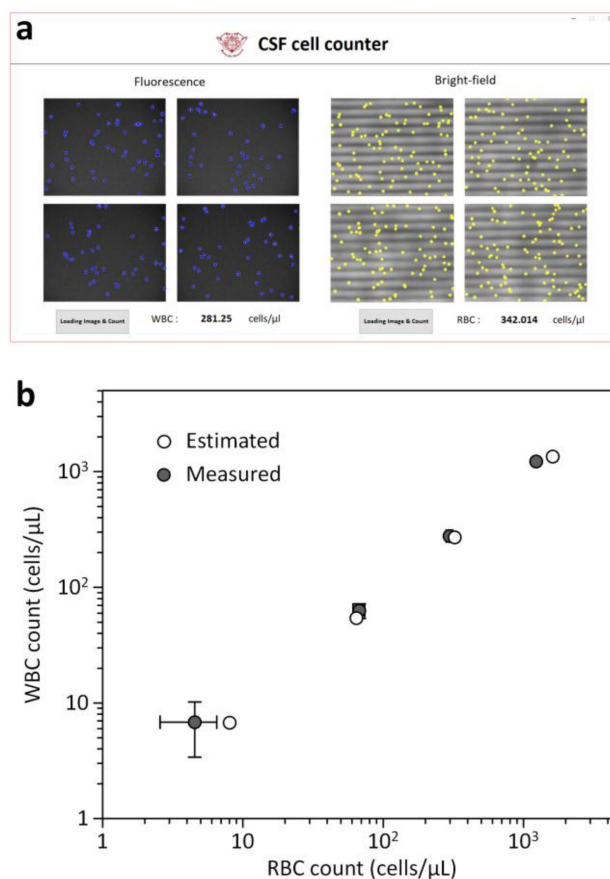 a
CSF cell counter
Fluorescence
Bright-field
Loading Image & Count
WBC : 281.25 cells/μl
Loading Image & Count
RBC : 342.014 cells/μl
b
Estimated
Measured
WBC count (cells/μL)
10³
10²
10
1
1 10 10² 10³
RBC count (cells/μL)